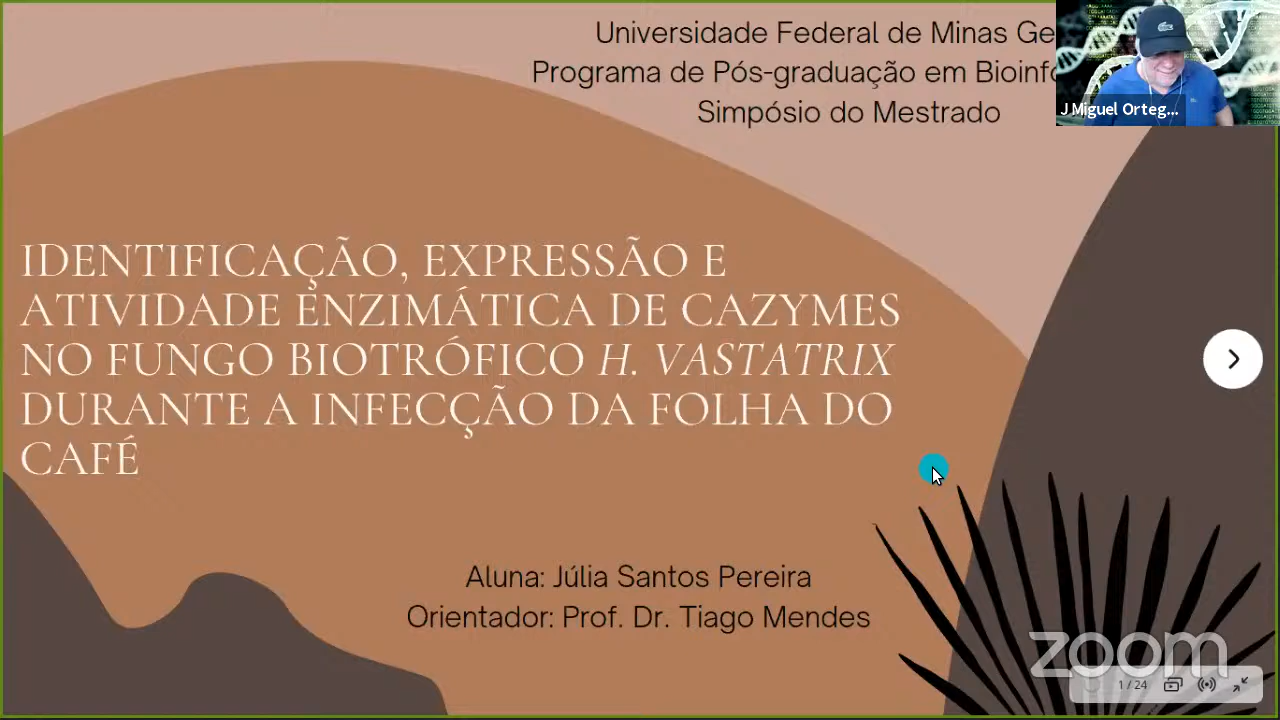 Universidade Federal de Minas Ge
Programa de Pós-graduação em Bioinfo
Simpósio do Mestrado
J Miguel Orteg...
IDENTIFICAÇÃO, EXPRESSÃO E
ATIVIDADE ENZIMÁTICA DE CAZYMES
NO FUNGO BIOTRÓFICO H. VASTATRIX
DURANTE A INFECÇÃO DA FOLHA DO
CAFÉ
Aluna: Júlia Santos Pereira
Orientador: Prof. Dr. Tiago Mendes
zoom
1 / 24